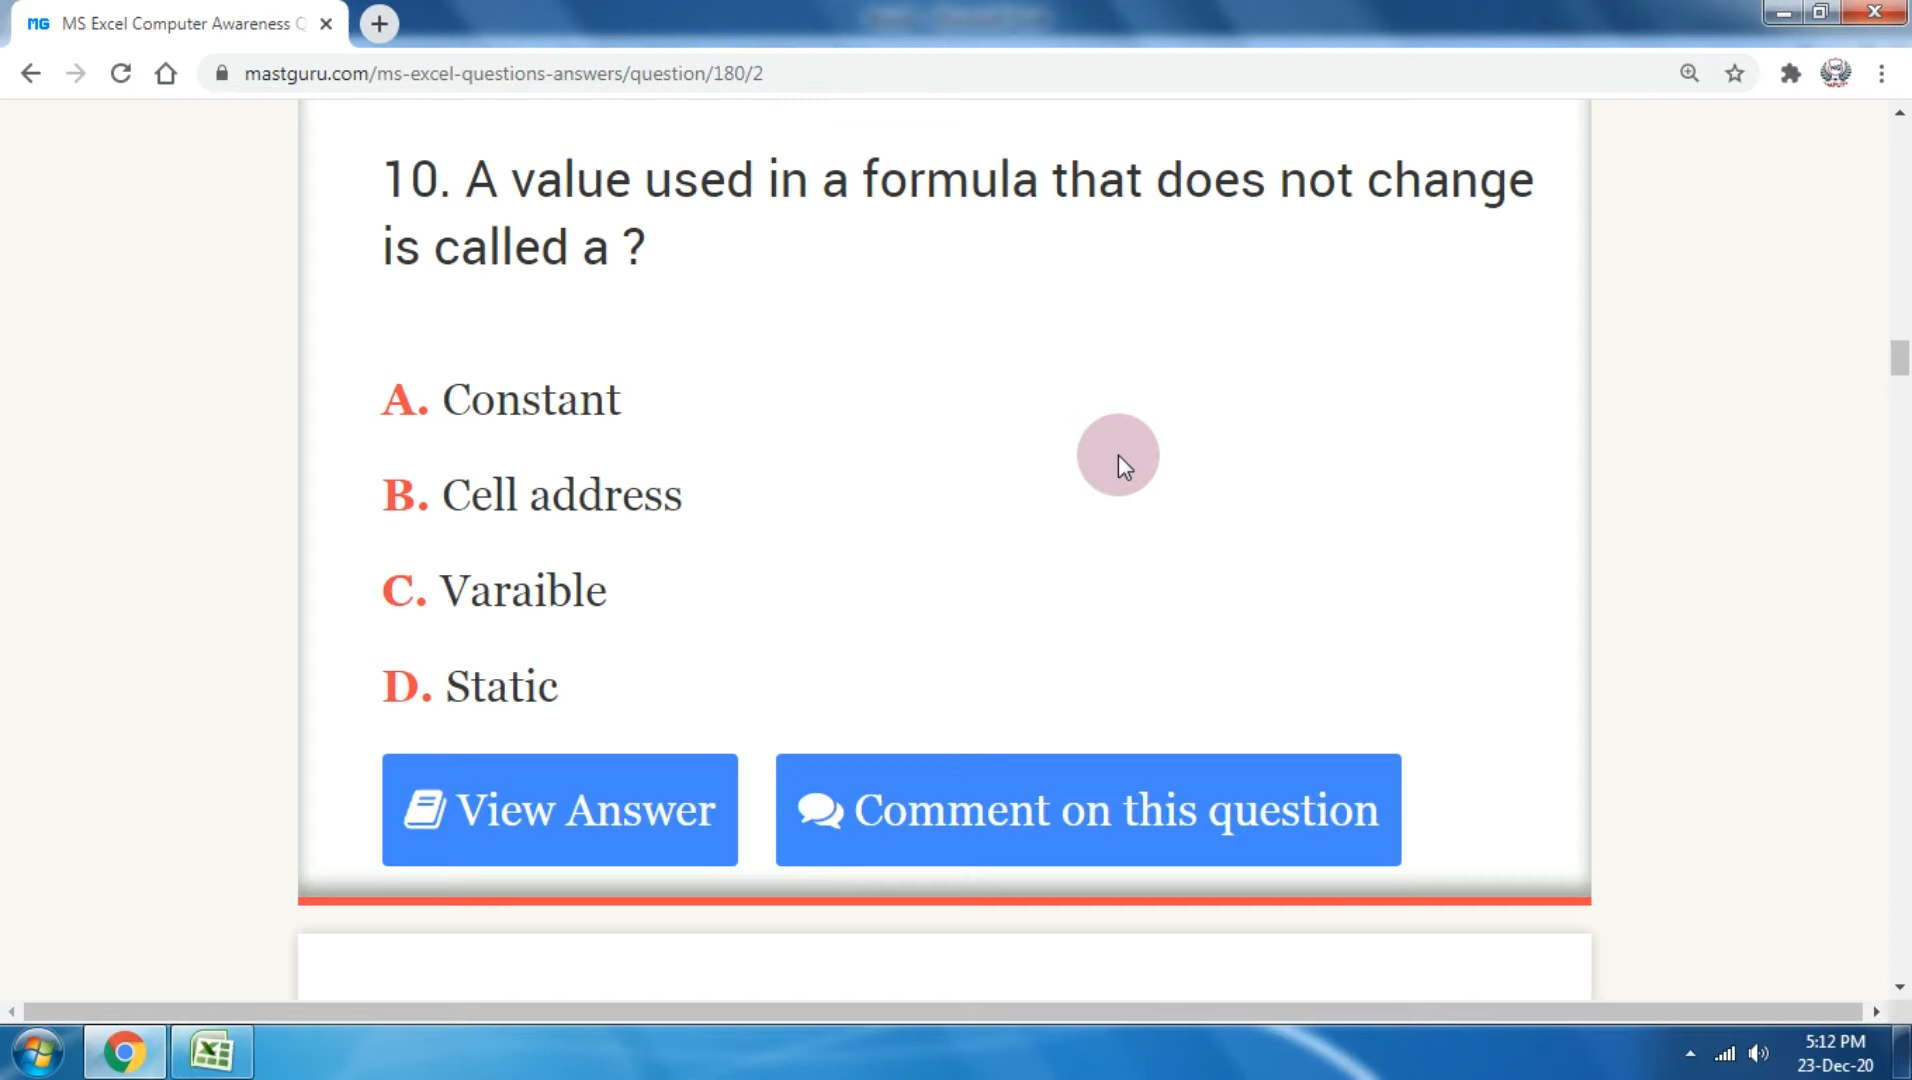 MG MS Excel Computer Awareness Q
mastguru.com/ms-excel-questions-answers/question/180/2
10. A value used in a formula that does not change
is called a ?
A. Constant
B. Cell address
C. Varaible
D. Static
View Answer
Comment on this question
5:12 PM
23-Dec-20